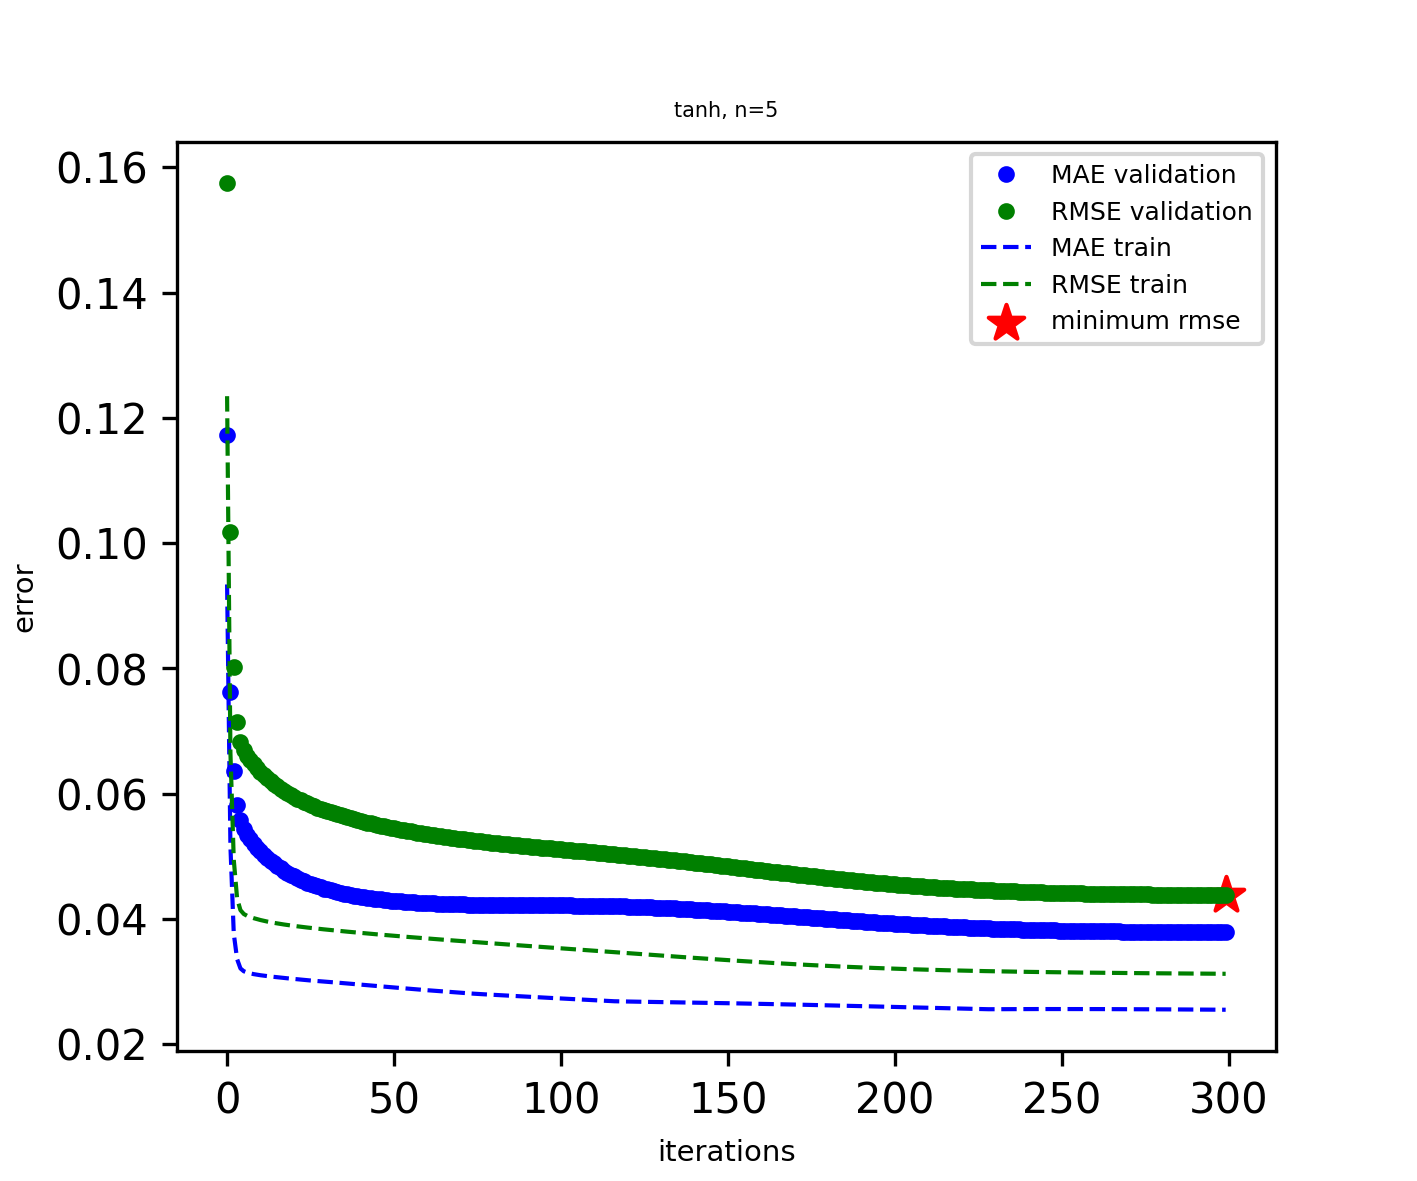 tanh, n=5
0.16
0.14
0.12
0.10
0.08
0.06
0.04
0.02
error
MAE validation
RMSE validation
MAE train
RMSE train
minimum rmse
0 50 100 150 200 250 300
iterations